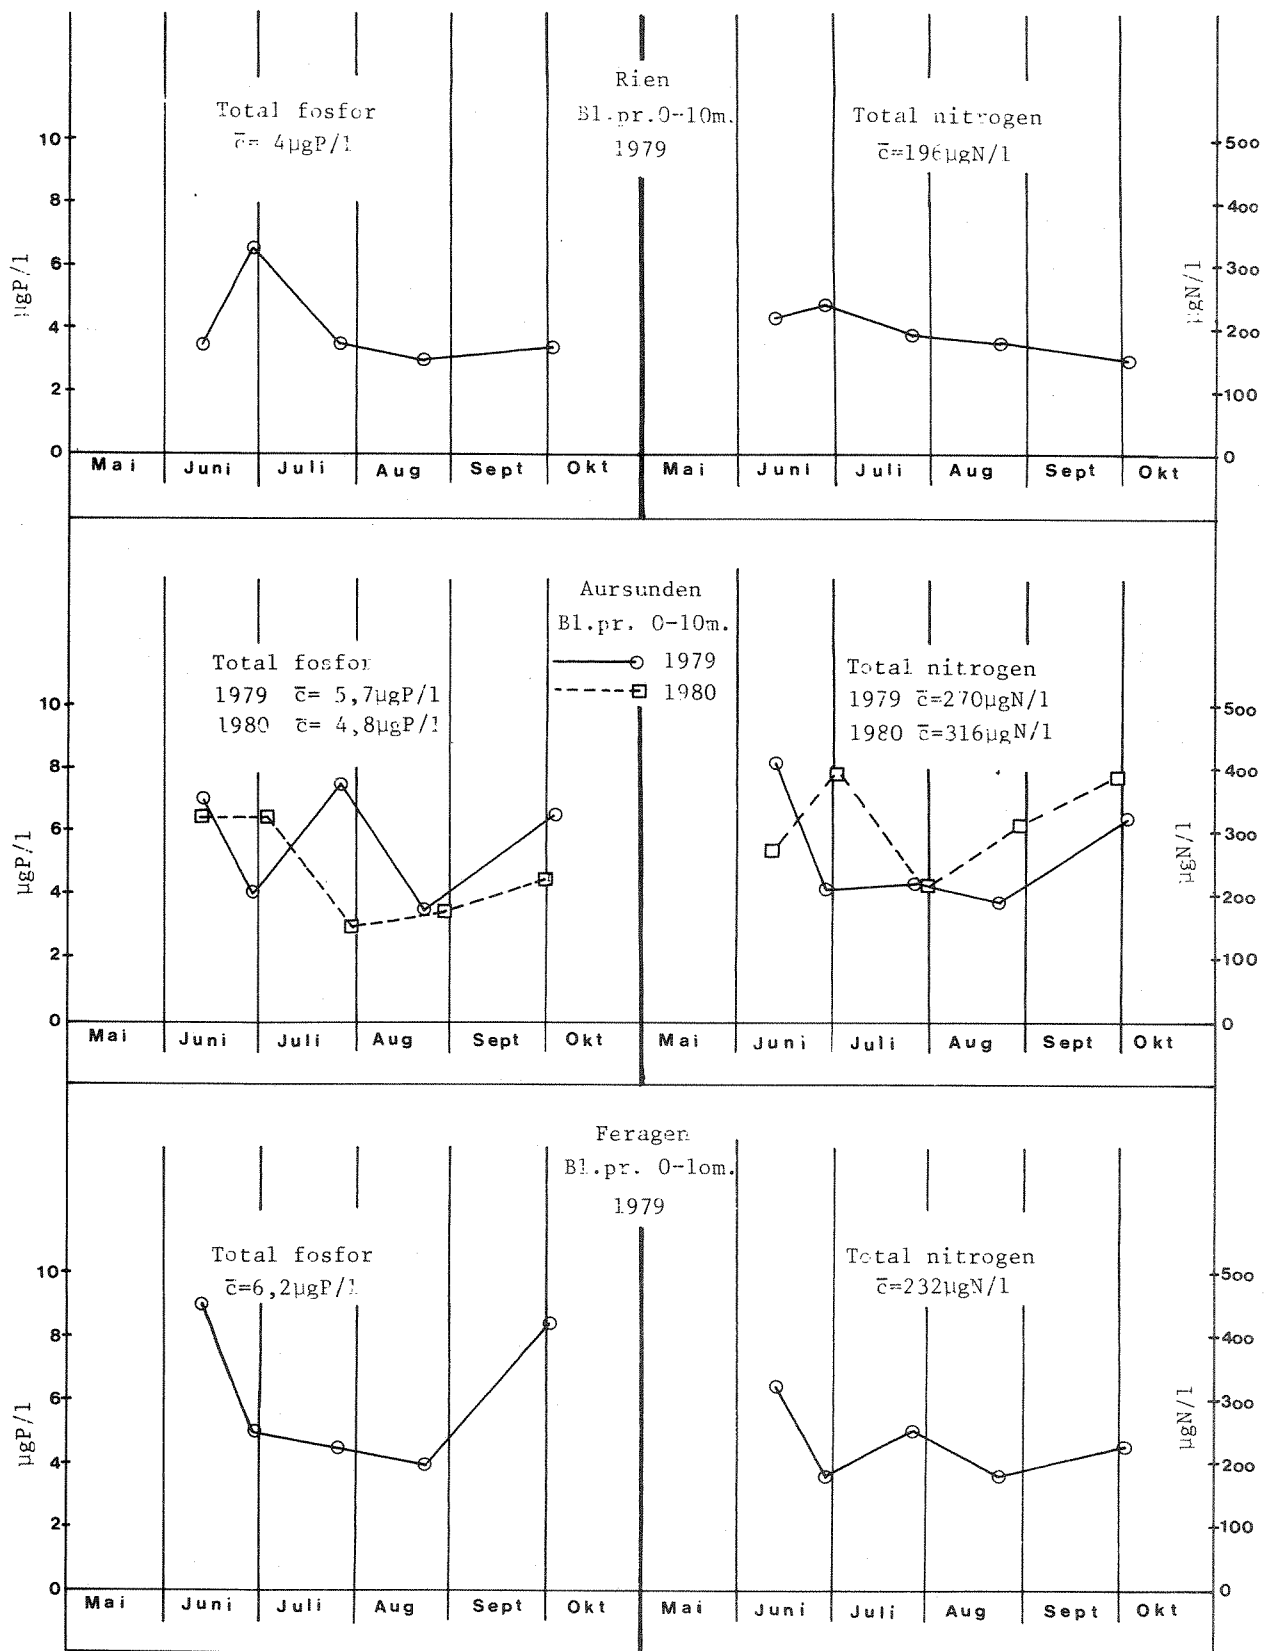 Rien
Bl.pr.0-10m.
1979
Total fosfor
c̅= 4µgP/l
Total nitrogen
c̅=196µgN/l
10
8
6
4
2
0
µgP/l
500
400
300
200
100
0
µgN/l
Mai Juni Juli Aug Sept Okt Mai Juni Juli Aug Sept Okt
Aursunden
Bl.pr. 0-10m.
1979
1980
Total fosfor
1979 c̅= 5,7µgP/l
1980 c̅= 4,8µgP/l
Total nitrogen
1979 c̅=270µgN/l
1980 c̅=316µgN/l
10
8
6
4
2
0
µgP/l
500
400
300
200
100
0
µgN/l
Mai Juni Juli Aug Sept Okt Mai Juni Juli Aug Sept Okt
Feragen
Bl.pr. 0-10m.
1979
Total fosfor
c̅=6,2µgP/l
Total nitrogen
c̅=232µgN/l
10
8
6
4
2
0
µgP/l
500
400
300
200
100
0
µgN/l
Mai Juni Juli Aug Sept Okt Mai Juni Juli Aug Sept Okt